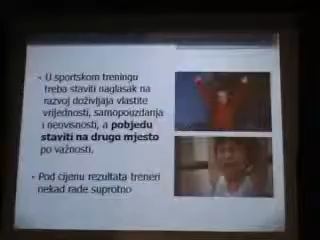 - U sportskom treningu
treba staviti naglasak na
razvoj doživljaja vlastite
vrijednosti, samopouzdanja
i neovisnosti, a pobjedu
staviti na drugo mjesto
po važnosti.
• Pod cijenu rezultata treneri
nekad rade suprotno